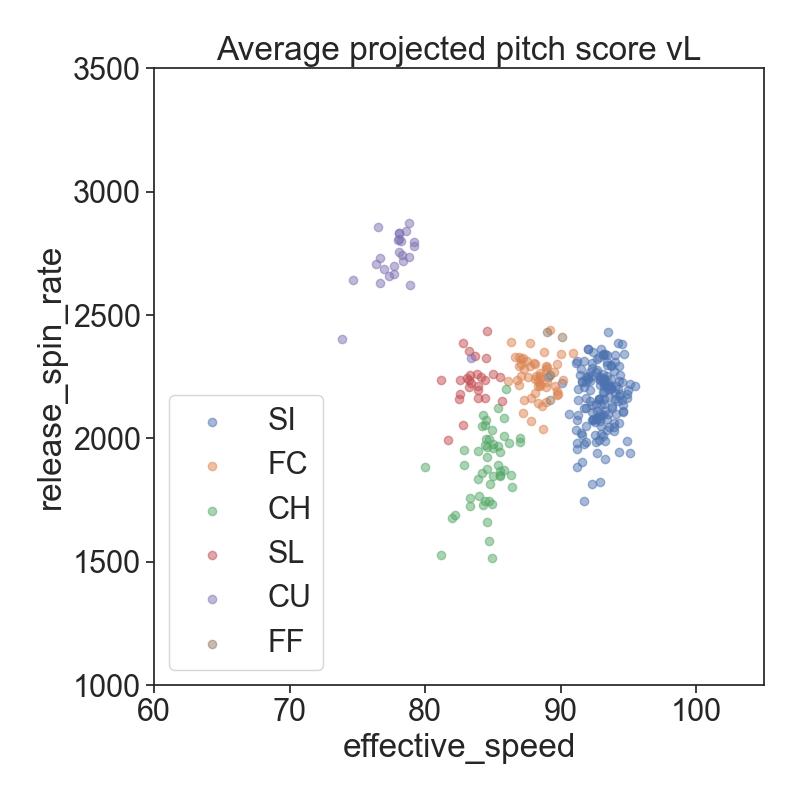 Average projected pitch score vL
3500
3000
2500
2000
1500
1000
release_spin_rate
SI
FC
CH
SL
CU
FF
60
70
80
90
100
effective_speed